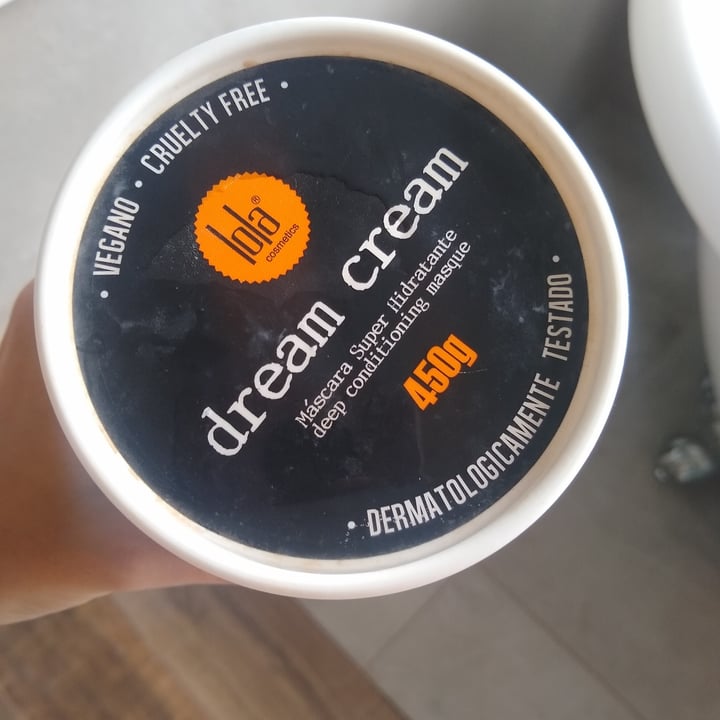 • VEGANO • CRUELTY FREE •
lola®
cosmetics
dream cream
Máscara Super Hidratante
deep conditioning masque
450g
• DERMATOLOGICAMENTE TESTADO •